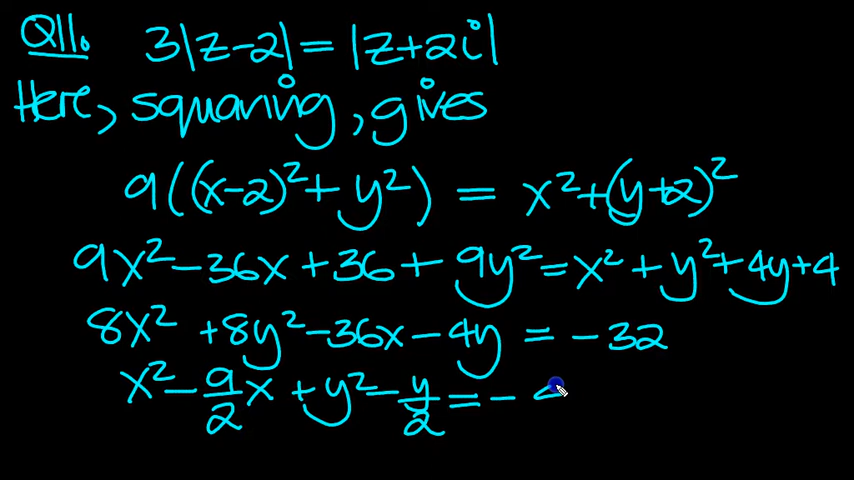 Q11. 3|z-2| = |z+2i|
Here, squaring, gives
9((x-2)² + y²) = x² + (y+2)²
9x² - 36x + 36 + 9y² = x² + y² + 4y + 4
8x² + 8y² - 36x - 4y = -32
x² - 9/2 x + y² - y/2 = -